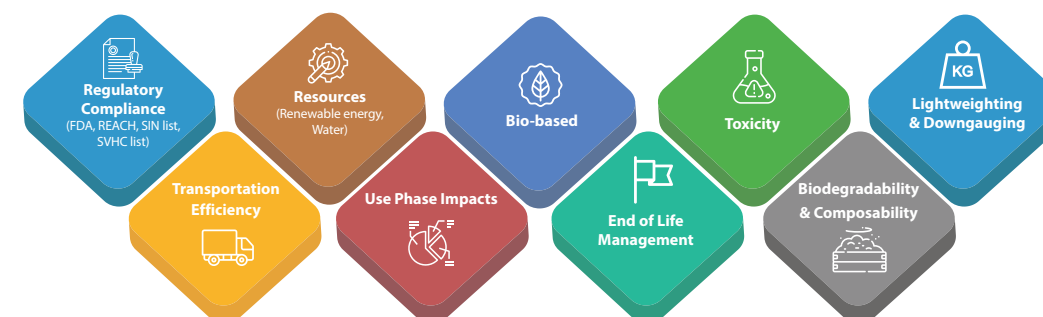 Regulatory
Compliance
(FDA, REACH, SIN list,
SVHC list)
Transportation
Efficiency
Resources
(Renewable energy,
Water)
Use Phase Impacts
Bio-based
End of Life
Management
Toxicity
Biodegradability
& Composability
KG
Lightweighting
& Downgauging